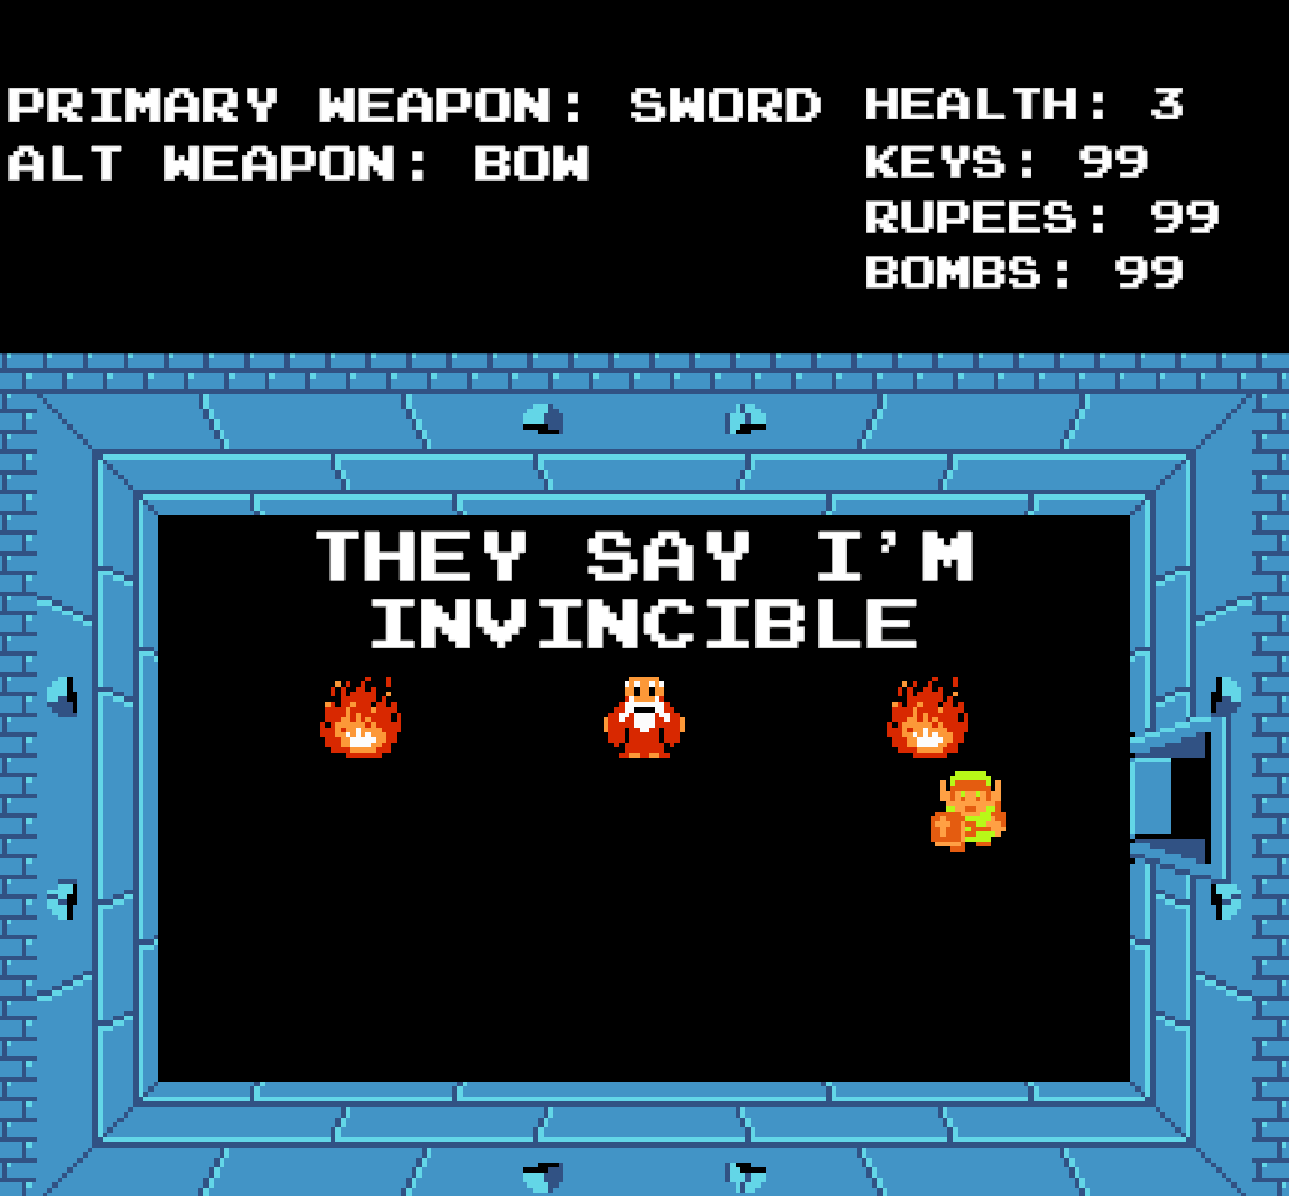 PRIMARY WEAPON: SWORD
ALT WEAPON: BOW
HEALTH: 3
KEYS: 99
RUPEES: 99
BOMBS: 99
THEY SAY I'M
INVINCIBLE